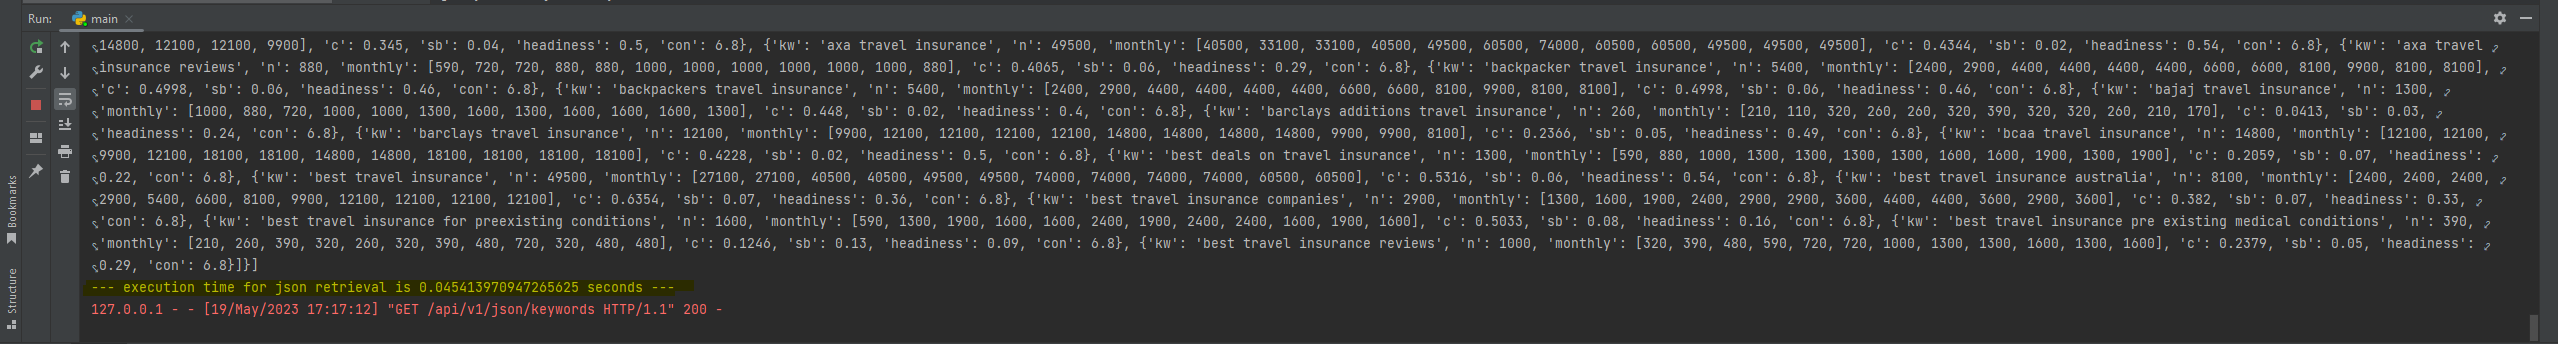 Run: main
14800, 12100, 12100, 9900], 'c': 0.345, 'sb': 0.04, 'headiness': 0.5, 'con': 6.8}, {'kw': 'axa travel insurance', 'n': 49500, 'monthly': [40500, 33100, 33100, 40500, 49500, 60500, 74000, 60500, 60500, 49500, 49500, 49500], 'c': 0.4344, 'sb': 0.02, 'headiness': 0.54, 'con': 6.8}, {'kw': 'axa travel
insurance reviews', 'n': 880, 'monthly': [590, 720, 720, 880, 880, 1000, 1000, 1000, 1000, 1000, 1000, 880], 'c': 0.4065, 'sb': 0.06, 'headiness': 0.29, 'con': 6.8}, {'kw': 'backpacker travel insurance', 'n': 5400, 'monthly': [2400, 2900, 4400, 4400, 4400, 4400, 6600, 6600, 8100, 9900, 8100, 8100],
'c': 0.4998, 'sb': 0.06, 'headiness': 0.46, 'con': 6.8}, {'kw': 'backpackers travel insurance', 'n': 5400, 'monthly': [2400, 2900, 4400, 4400, 4400, 4400, 6600, 6600, 8100, 9900, 8100, 8100], 'c': 0.4998, 'sb': 0.06, 'headiness': 0.46, 'con': 6.8}, {'kw': 'bajaj travel insurance', 'n': 1300,
'monthly': [1000, 880, 720, 1000, 1000, 1300, 1600, 1300, 1600, 1600, 1600, 1300], 'c': 0.448, 'sb': 0.02, 'headiness': 0.4, 'con': 6.8}, {'kw': 'barclays additions travel insurance', 'n': 260, 'monthly': [210, 110, 320, 260, 260, 320, 390, 320, 320, 260, 210, 170], 'c': 0.0413, 'sb': 0.03,
'headiness': 0.24, 'con': 6.8}, {'kw': 'barclays travel insurance', 'n': 12100, 'monthly': [9900, 12100, 12100, 12100, 12100, 14800, 14800, 14800, 14800, 9900, 9900, 8100], 'c': 0.2366, 'sb': 0.05, 'headiness': 0.49, 'con': 6.8}, {'kw': 'bcaa travel insurance', 'n': 14800, 'monthly': [12100, 12100,
9900, 12100, 18100, 18100, 14800, 14800, 18100, 18100, 18100, 18100], 'c': 0.4228, 'sb': 0.02, 'headiness': 0.5, 'con': 6.8}, {'kw': 'best deals on travel insurance', 'n': 1300, 'monthly': [590, 880, 1000, 1300, 1300, 1300, 1300, 1600, 1600, 1900, 1300, 1900], 'c': 0.2059, 'sb': 0.07, 'headiness':
0.22, 'con': 6.8}, {'kw': 'best travel insurance', 'n': 49500, 'monthly': [27100, 27100, 40500, 40500, 49500, 49500, 74000, 74000, 74000, 74000, 60500, 60500], 'c': 0.5316, 'sb': 0.06, 'headiness': 0.54, 'con': 6.8}, {'kw': 'best travel insurance australia', 'n': 8100, 'monthly': [2400, 2400, 2400,
2900, 5400, 6600, 8100, 9900, 12100, 12100, 12100, 12100], 'c': 0.6354, 'sb': 0.07, 'headiness': 0.36, 'con': 6.8}, {'kw': 'best travel insurance companies', 'n': 2900, 'monthly': [1300, 1600, 1900, 2400, 2900, 2900, 3600, 4400, 4400, 3600, 2900, 3600], 'c': 0.382, 'sb': 0.07, 'headiness': 0.33,
'con': 6.8}, {'kw': 'best travel insurance for preexisting conditions', 'n': 1600, 'monthly': [590, 1300, 1900, 1600, 1600, 2400, 1900, 2400, 2400, 1600, 1900, 1600], 'c': 0.5033, 'sb': 0.08, 'headiness': 0.16, 'con': 6.8}, {'kw': 'best travel insurance pre existing medical conditions', 'n': 390,
'monthly': [210, 260, 390, 320, 260, 320, 390, 480, 720, 320, 480, 480], 'c': 0.1246, 'sb': 0.13, 'headiness': 0.09, 'con': 6.8}, {'kw': 'best travel insurance reviews', 'n': 1000, 'monthly': [320, 390, 480, 590, 720, 720, 1000, 1300, 1300, 1600, 1300, 1600], 'c': 0.2379, 'sb': 0.05, 'headiness':
0.29, 'con': 6.8}]}]
--- execution time for json retrieval is 0.045413970947265625 seconds ---
127.0.0.1 - - [19/May/2023 17:17:12] "GET /api/v1/json/keywords HTTP/1.1" 200 -
Bookmarks
Structure